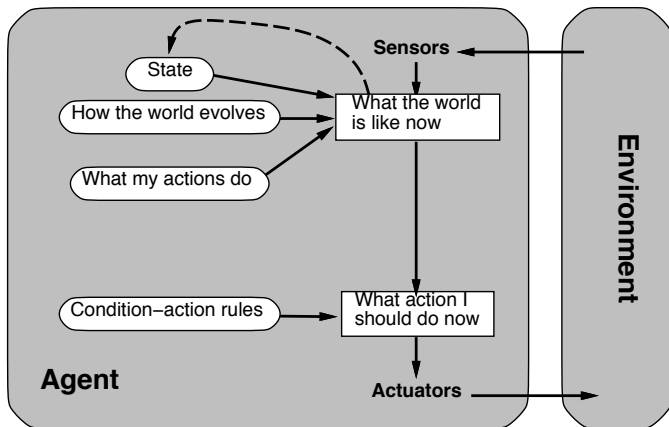 Sensors
State
What the world
is like now
How the world evolves
What my actions do
Environment
Condition−action rules
What action I
should do now
Agent
Actuators